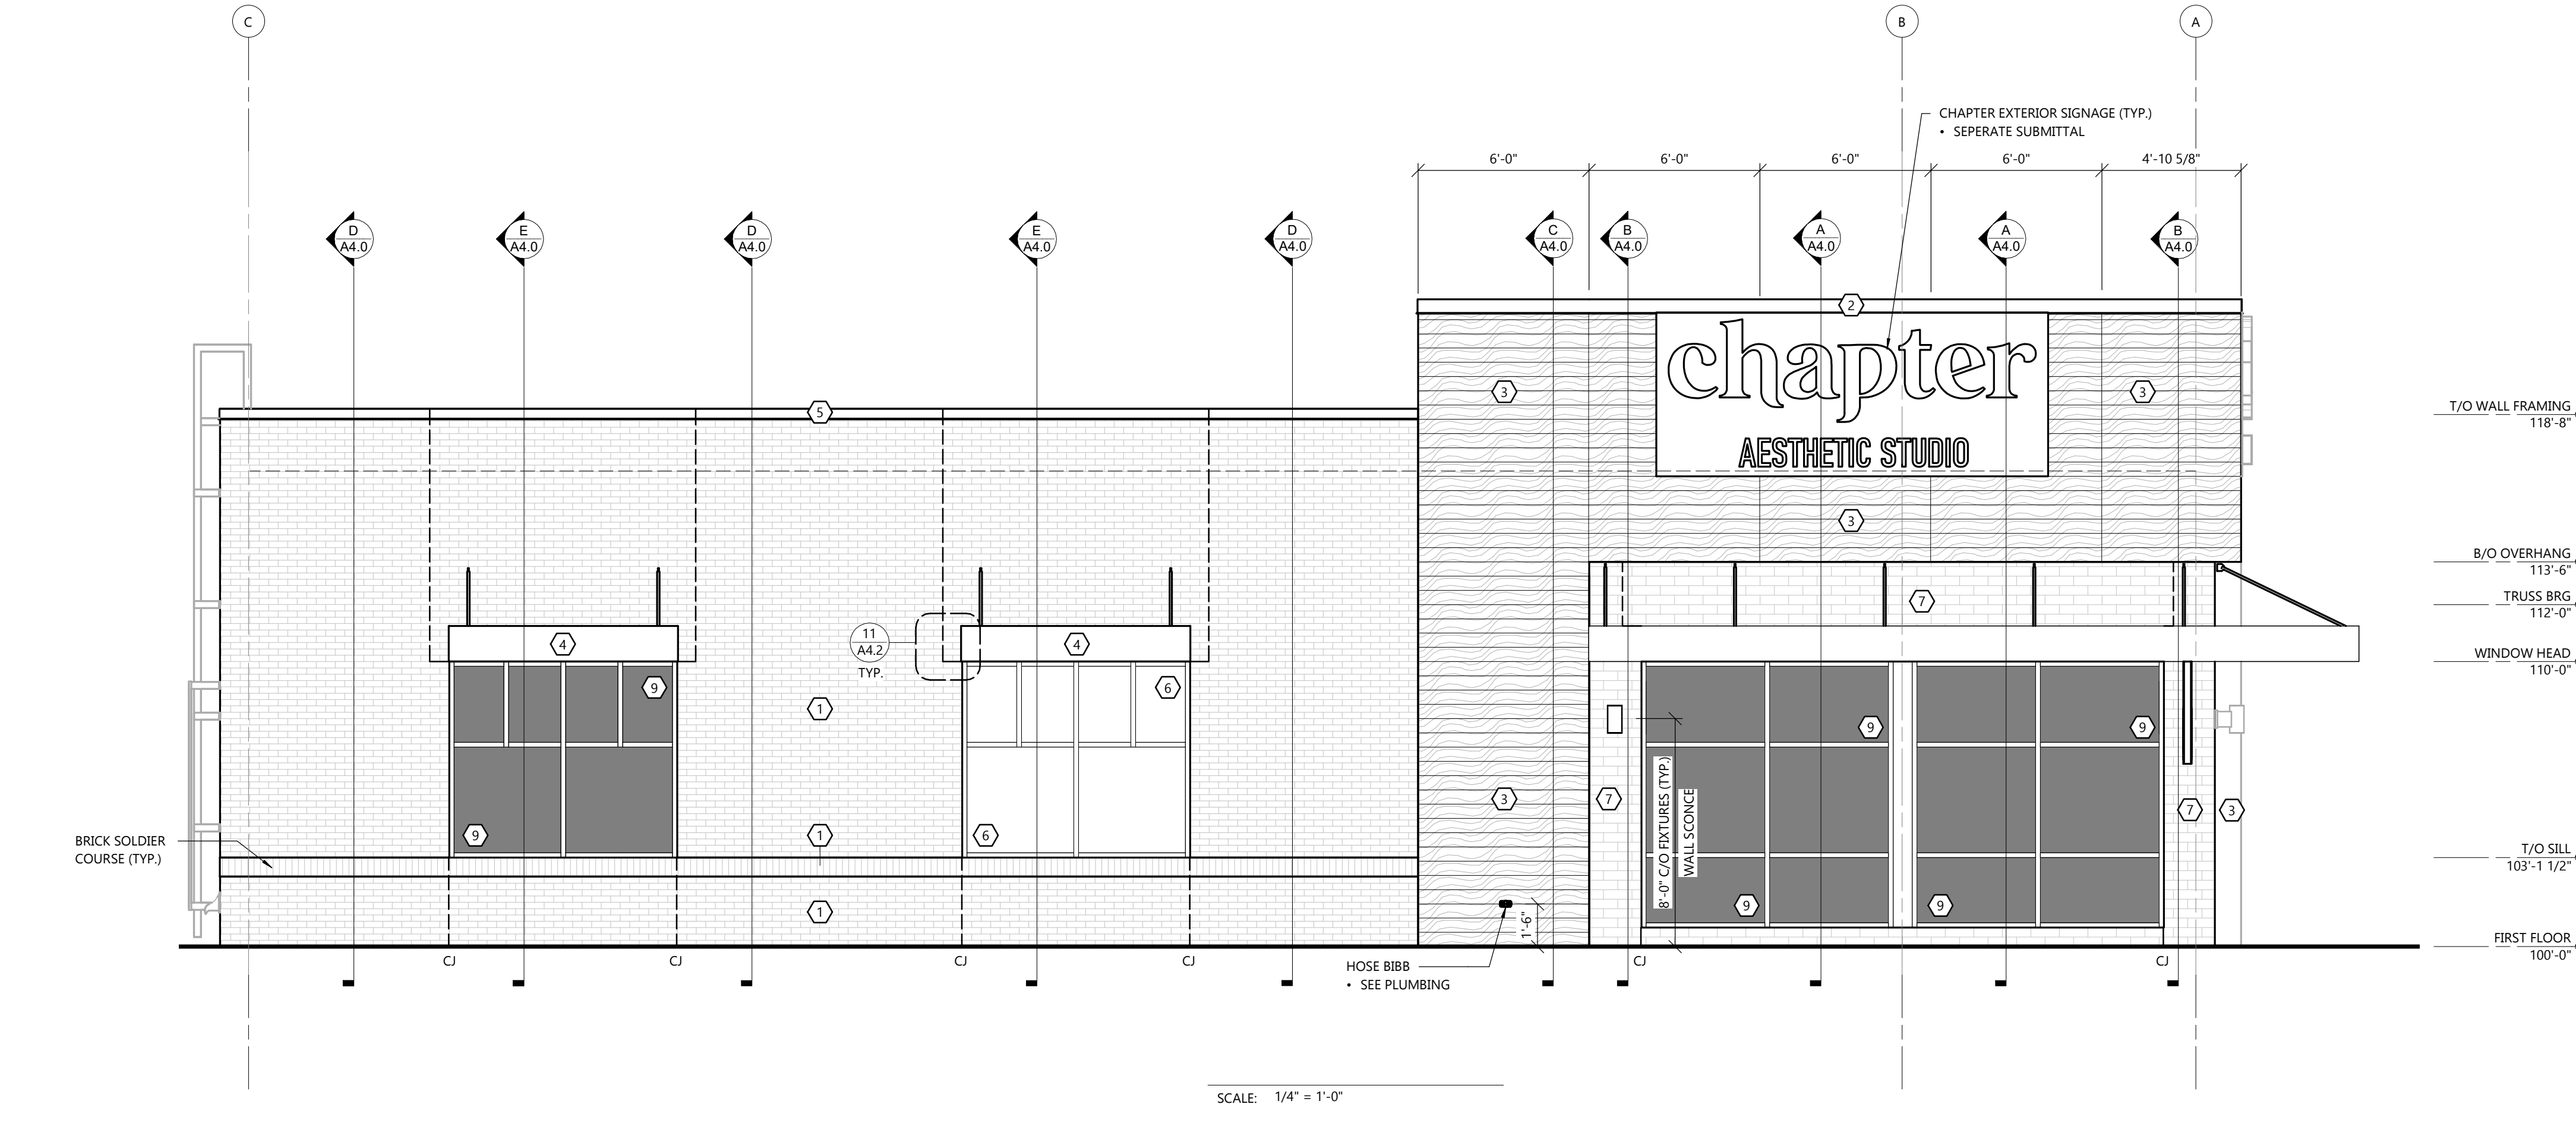 C
B
A
CHAPTER EXTERIOR SIGNAGE (TYP.)
• SEPERATE SUBMITTAL
6'-0"
6'-0"
6'-0"
6'-0"
4'-10 5/8"
D
A4.0
E
A4.0
D
A4.0
E
A4.0
D
A4.0
C
A4.0
B
A4.0
A
A4.0
A
A4.0
B
A4.0
2
chapter
AESTHETIC STUDIO
3
3
5
T/O WALL FRAMING
118'-8"
3
B/O OVERHANG
113'-6"
7
TRUSS BRG
112'-0"
11
A4.2
TYP.
4
4
WINDOW HEAD
110'-0"
9
6
1
9
9
3
7
8'-0" C/O FIXTURES (TYP.)
WALL SCONCE
7
3
BRICK SOLDIER
COURSE (TYP.)
9
1
6
T/O SILL
103'-1 1/2"
1
9
9
1'-6"
FIRST FLOOR
100'-0"
CJ
CJ
CJ
CJ
CJ
CJ
HOSE BIBB
• SEE PLUMBING
SCALE: 1/4" = 1'-0"